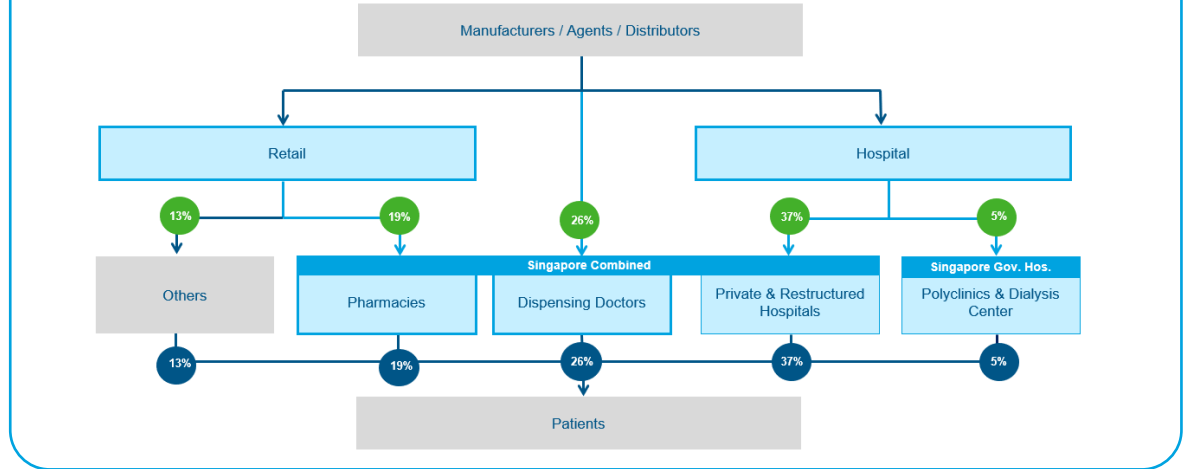 Manufacturers / Agents / Distributors
Retail
Hospital
13%
19%
26%
37%
5%
Singapore Combined
Singapore Gov. Hos.
Others
Pharmacies
Dispensing Doctors
Private & Restructured
Hospitals
Polyclinics & Dialysis
Center
13%
19%
26%
37%
5%
Patients